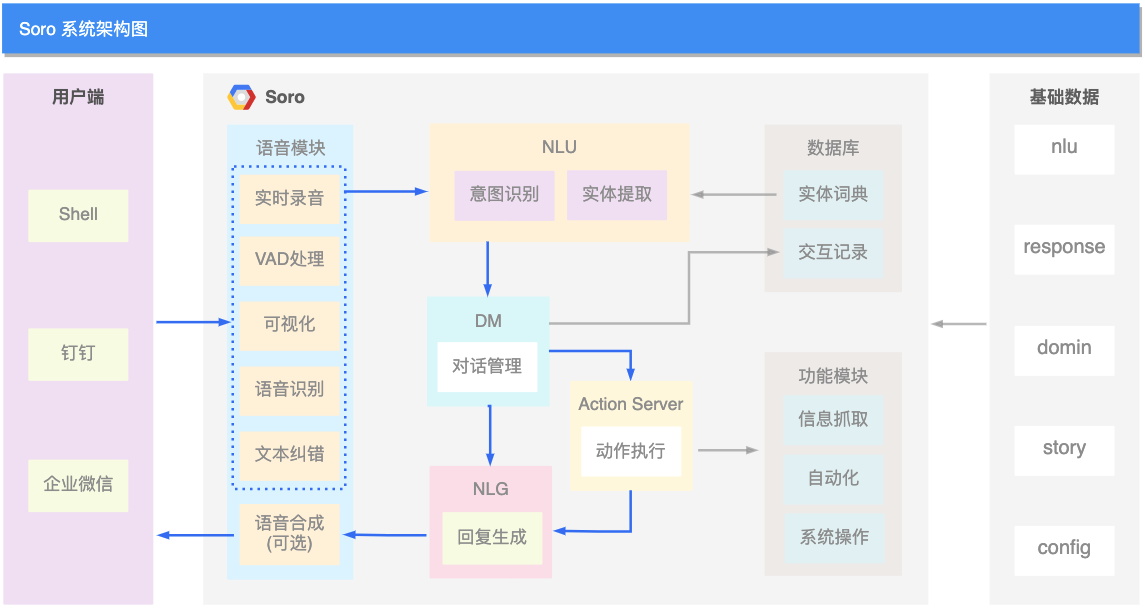 Soro 系统架构图
用户端
Shell
钉钉
企业微信
Soro
语音模块
实时录音
VAD处理
可视化
语音识别
文本纠错
语音合成
(可选)
NLU
意图识别
实体提取
DM
对话管理
Action Server
动作执行
NLG
回复生成
数据库
实体词典
交互记录
功能模块
信息抓取
自动化
系统操作
基础数据
nlu
response
domin
story
config